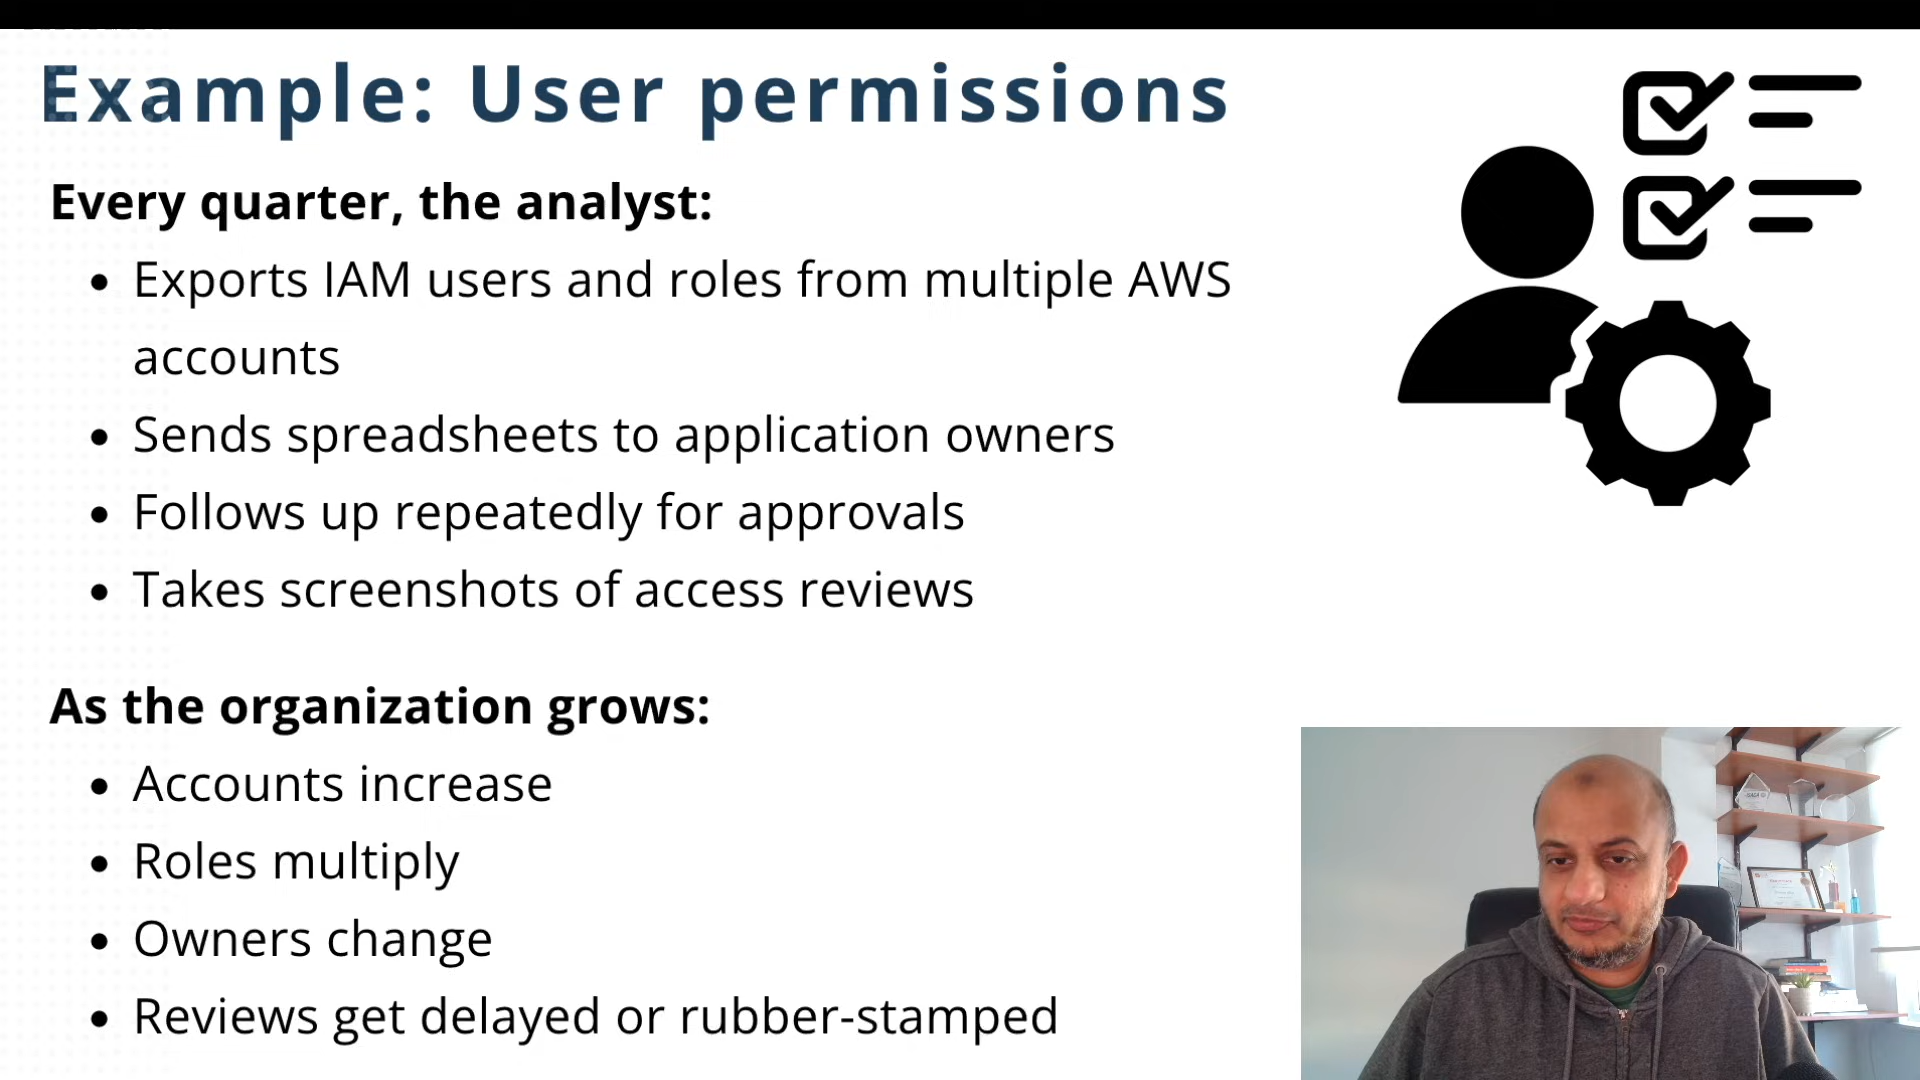 Example: User permissions
Every quarter, the analyst:
• Exports IAM users and roles from multiple AWS
accounts
• Sends spreadsheets to application owners
• Follows up repeatedly for approvals
• Takes screenshots of access reviews
As the organization grows:
• Accounts increase
• Roles multiply
• Owners change
• Reviews get delayed or rubber-stamped